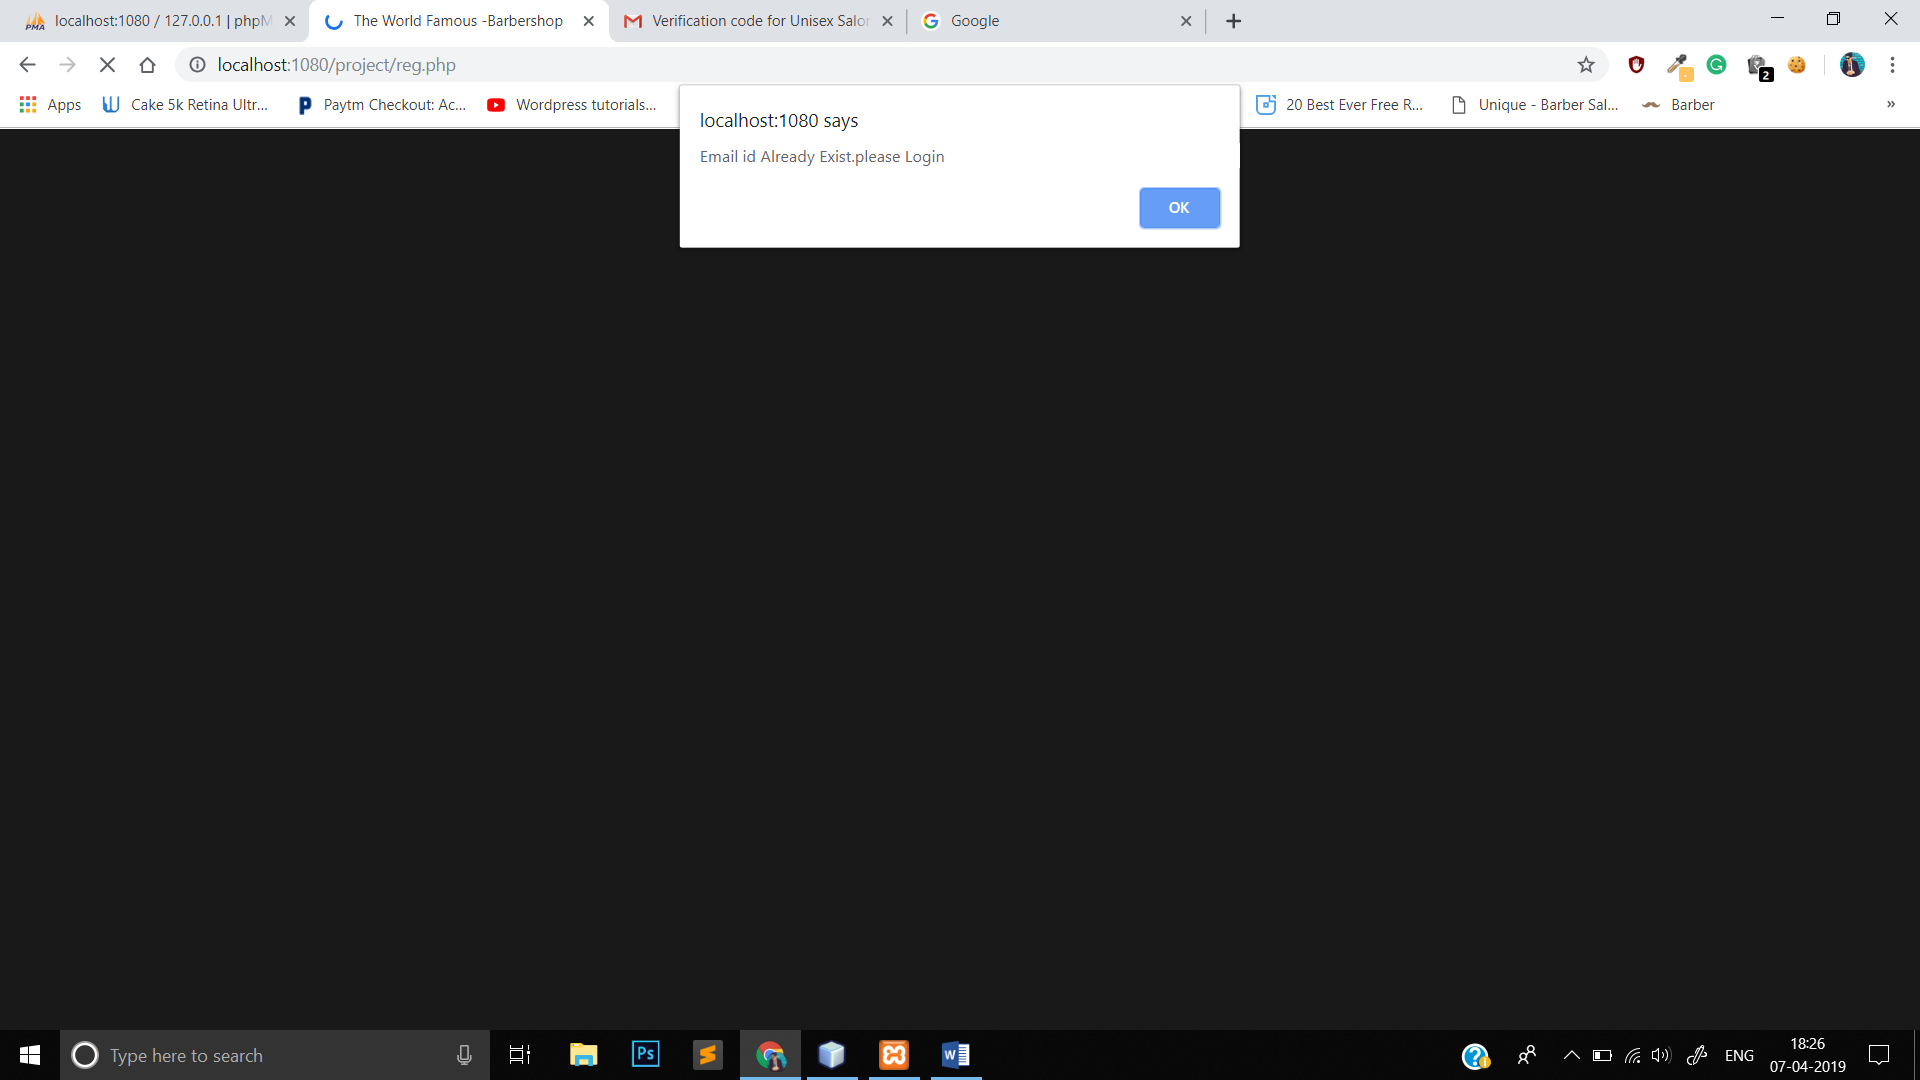 localhost:1080 / 127.0.0.1 | phpM
The World Famous -Barbershop
Verification code for Unisex Salon
Google
localhost:1080/project/reg.php
2
Apps
Cake 5k Retina Ultr...
Paytm Checkout: Ac...
Wordpress tutorials...
20 Best Ever Free R...
Unique - Barber Sal...
Barber
»
localhost:1080 says
Email id Already Exist.please Login
OK
Type here to search
Ps
W
ENG
18:26
07-04-2019